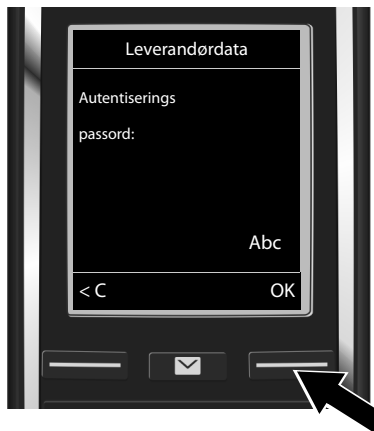 Leverandørdata
Autentiserings
passord:
Abc
< C OK